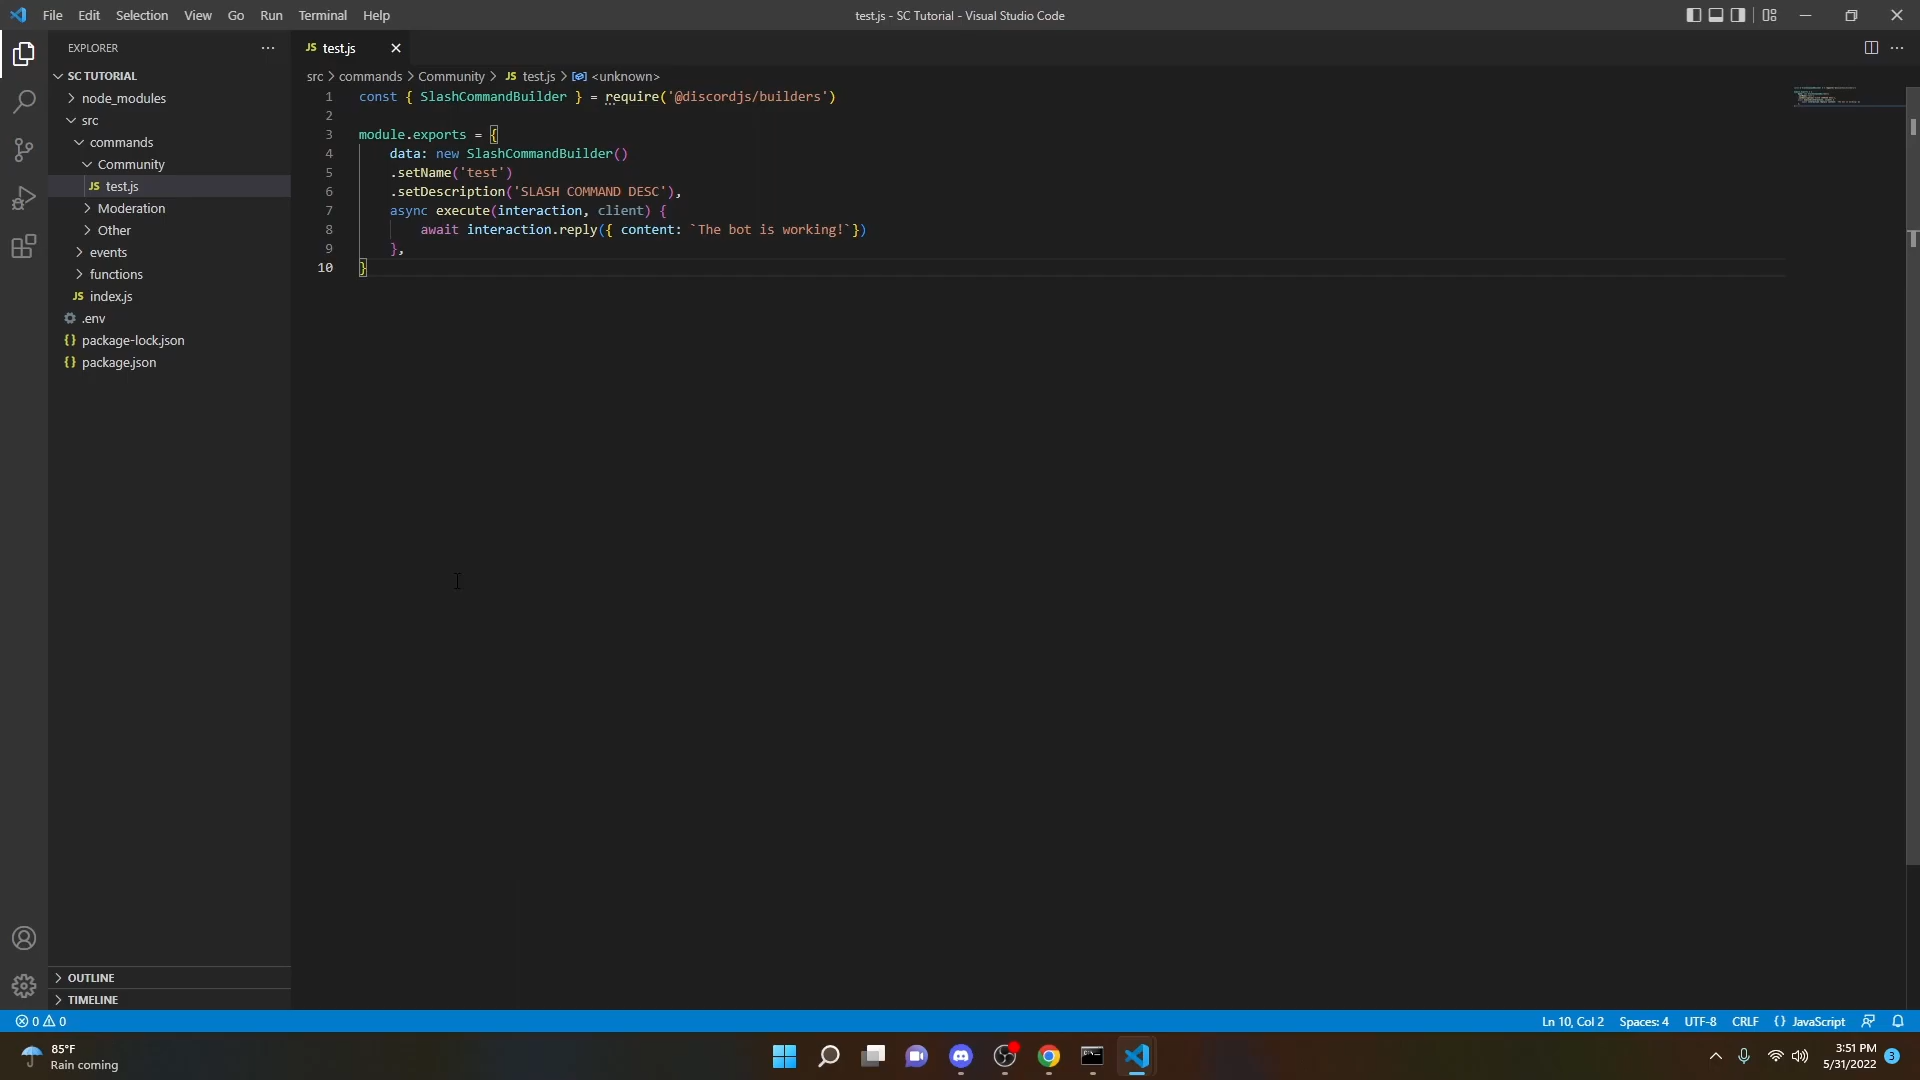 File Edit Selection View Go Run Terminal Help
test.js - SC Tutorial - Visual Studio Code
EXPLORER
SC TUTORIAL
node_modules
src
commands
Community
JS test.js
Moderation
Other
events
functions
JS index.js
.env
{} package-lock.json
{} package.json
OUTLINE
TIMELINE
JS test.js
src > commands > Community > JS test.js > <unknown>
1 const { SlashCommandBuilder } = require('@discordjs/builders')
2
3 module.exports = {
4 data: new SlashCommandBuilder()
5 .setName('test')
6 .setDescription('SLASH COMMAND DESC'),
7 async execute(interaction, client) {
8 await interaction.reply({ content: `The bot is working!`})
9 },
10 }
0 0
Ln 10, Col 2 Spaces: 4 UTF-8 CRLF {} JavaScript
85°F
Rain coming
3:51 PM
5/31/2022
3